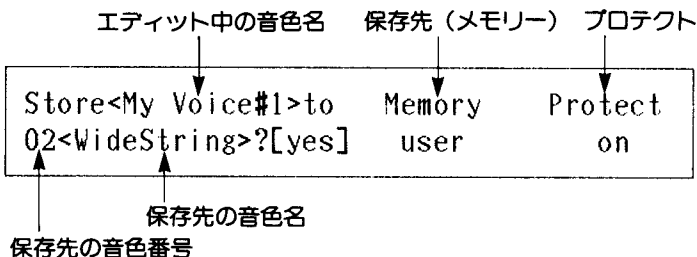 エディット中の音色名 保存先（メモリー） プロテクト
Store<My Voice#1>to Memory Protect
02<WideString>?[yes] user on
保存先の音色名
保存先の音色番号